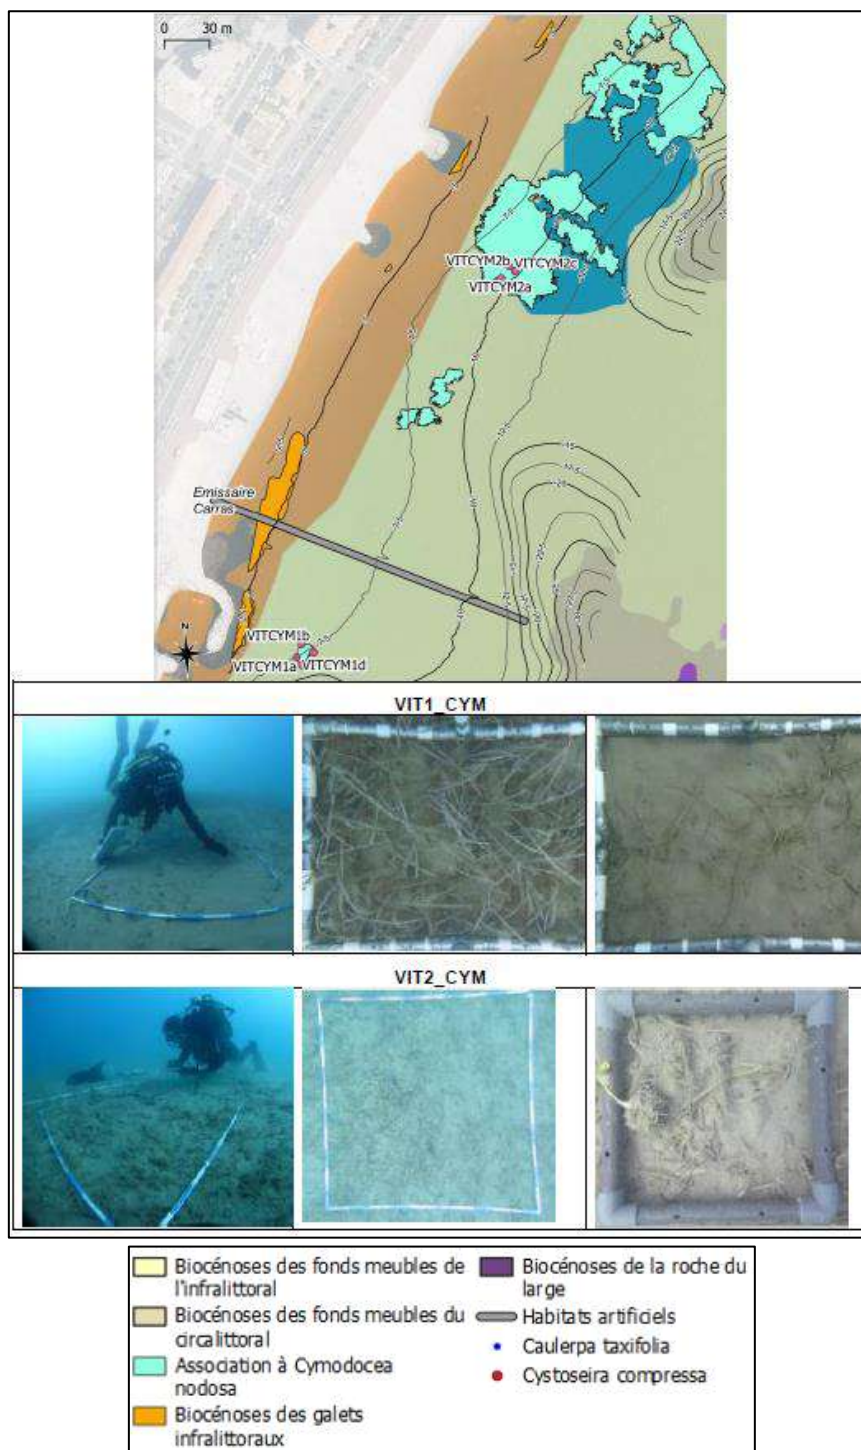 0 30 m
VITCYM2b VITCYM2c
VITCYM2a
Emissaire
Carras
N
VITCYM1b
VITCYM1a VITCYM1d
VIT1_CYM
VIT2_CYM
Biocénoses des fonds meubles de
l'infralittoral
Biocénoses des fonds meubles du
circalittoral
Association à Cymodocea
nodosa
Biocénoses des galets
infralittoraux
Biocénoses de la roche du
large
Habitats artificiels
Caulerpa taxifolia
Cystoseira compressa